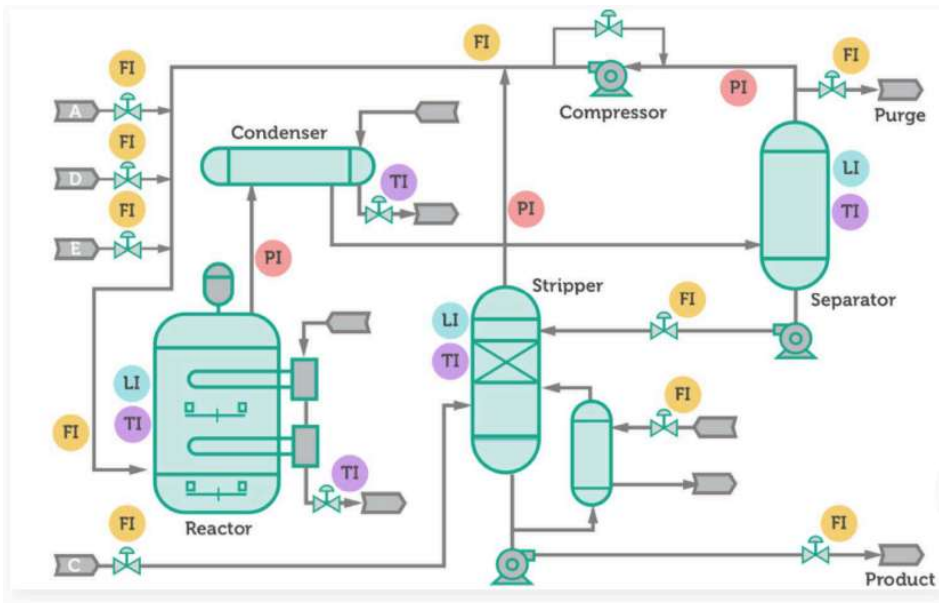 FI
FI
FI
PI
Compressor
Purge
A
FI
Condenser
D
TI
LI
TI
FI
PI
E
PI
Stripper
FI
Separator
LI
TI
LI
TI
FI
FI
TI
Reactor
FI
C
FI
Product